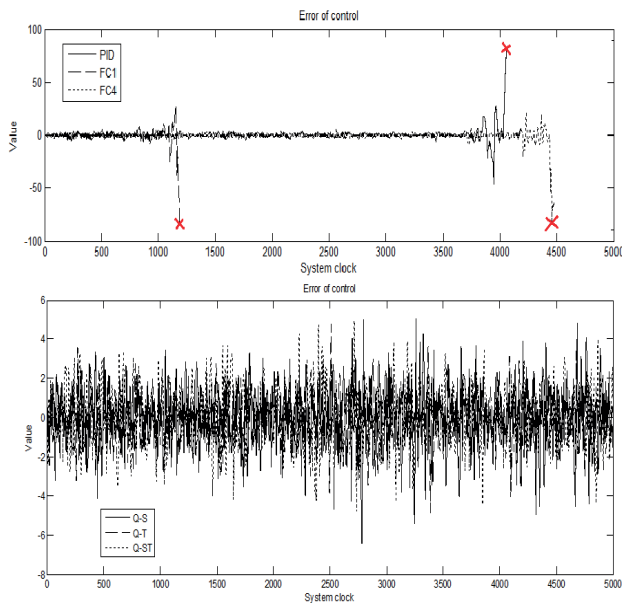 Error of control
100
50
0
-50
-100
Value
PID
FC1
FC4
0 500 1000 1500 2000 2500 3000 3500 4000 4500 5000
System clock
Error of control
6
4
2
0
-2
-4
-6
-8
Value
Q-S
Q-T
Q-ST
0 500 1000 1500 2000 2500 3000 3500 4000 4500 5000
System clock